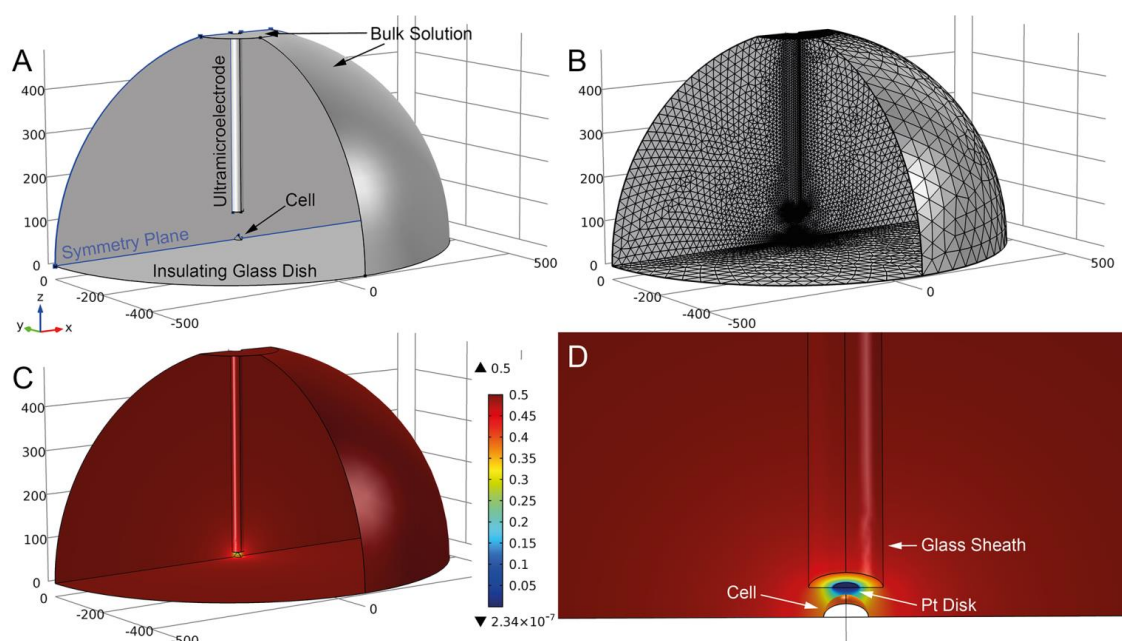 A
Bulk Solution
Ultramicroelectrode
Cell
Symmetry Plane
Insulating Glass Dish
400
300
200
100
0
0
-200
-400
-500
0
500
z
y
x
B
400
300
200
100
0
0
-200
-400
-500
0
500
C
400
300
200
100
0
0
-200
-400
-500
0
▲ 0.5
0.5
0.45
0.4
0.35
0.3
0.25
0.2
0.15
0.1
0.05
▼ 2.34×10⁻⁷
D
Glass Sheath
Cell
Pt Disk